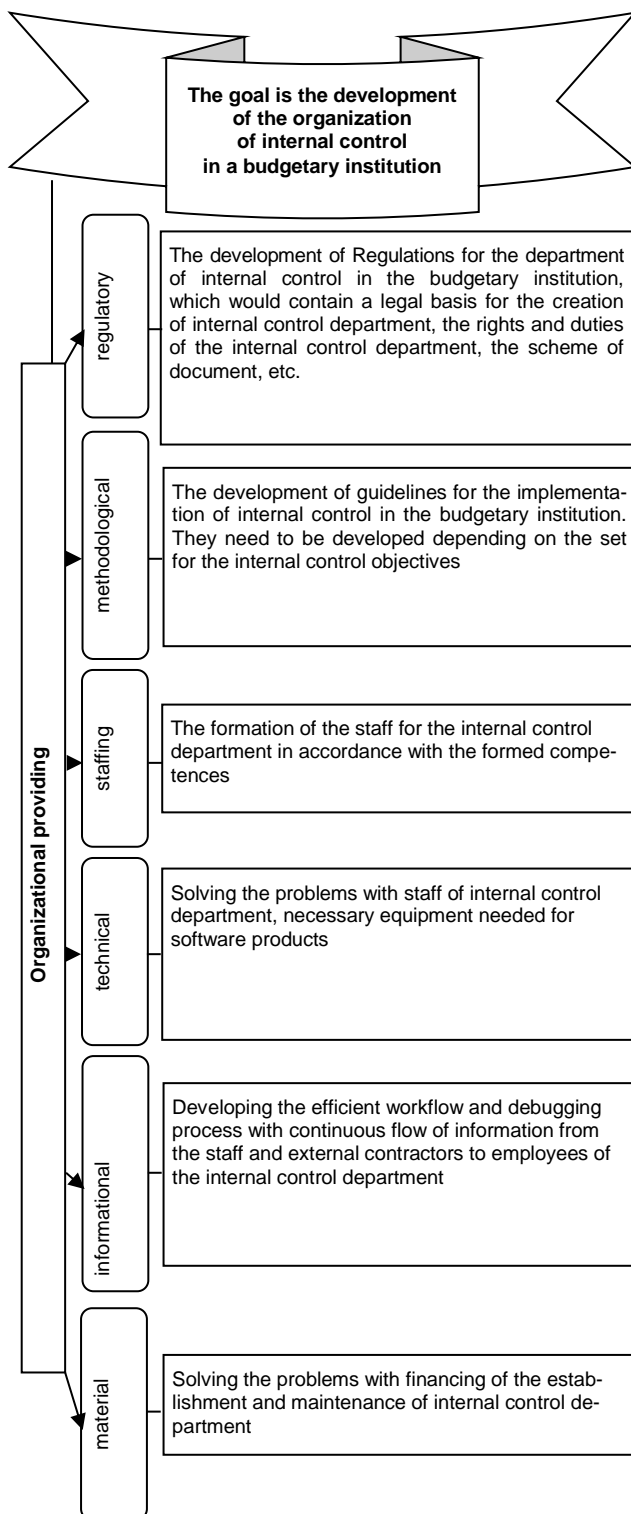 The goal is the development
of the organization
of internal control
in a budgetary institution
Organizational providing
regulatory
The development of Regulations for the department
of internal control in the budgetary institution,
which would contain a legal basis for the creation
of internal control department, the rights and duties
of the internal control department, the scheme of
document, etc.
methodological
The development of guidelines for the implementa-
tion of internal control in the budgetary institution.
They need to be developed depending on the set
for the internal control objectives
staffing
The formation of the staff for the internal control
department in accordance with the formed compe-
tences
technical
Solving the problems with staff of internal control
department, necessary equipment needed for
software products
informational
Developing the efficient workflow and debugging
process with continuous flow of information from
the staff and external contractors to employees of
the internal control department
material
Solving the problems with financing of the estab-
lishment and maintenance of internal control de-
partment